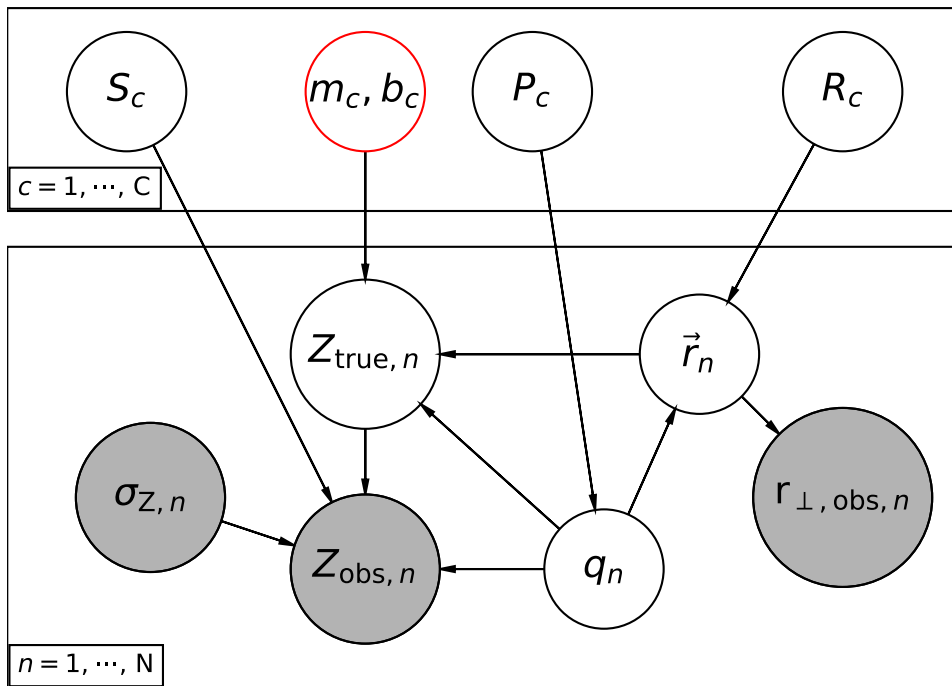 S_c
m_c, b_c
P_c
R_c
c = 1, ⋯, C
Z_true, n
r⃗_n
σ_Z, n
r_⊥, obs, n
Z_obs, n
q_n
n = 1, ⋯, N